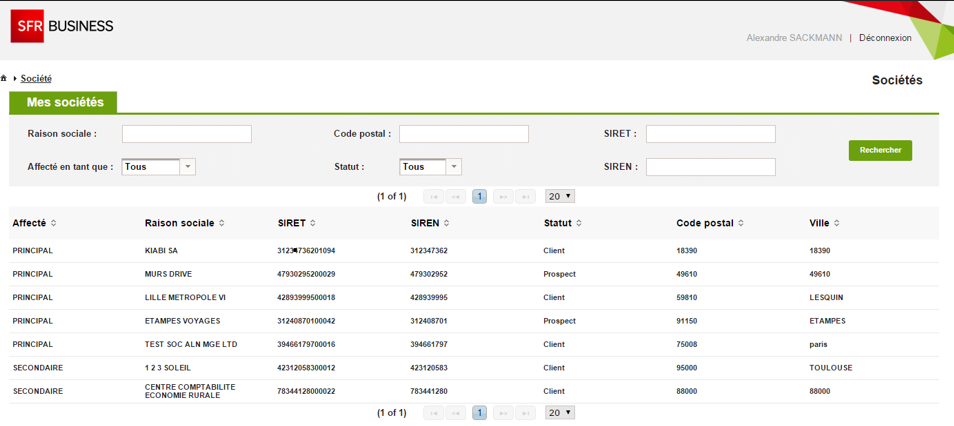 SFR BUSINESS
Alexandre SACKMANN | Déconnexion
Société
Sociétés
Mes sociétés
Raison sociale : Code postal : SIRET :
Rechercher
Affecté en tant que : Tous Statut : Tous SIREN :
(1 of 1) 1 20
Affecté Raison sociale SIRET SIREN Statut Code postal Ville
PRINCIPAL KIABI SA 312347362 Client 18390 18390
PRINCIPAL MURS DRIVE 47930295200029 479302952 Prospect 49610 49610
PRINCIPAL LILLE METROPOLE VI 42893999500018 428939995 Client 59810 LESQUIN
PRINCIPAL ETAMPES VOYAGES 31240870100042 312408701 Prospect 91150 ETAMPES
PRINCIPAL TEST SOC ALN MGE LTD 39466179700016 394661797 Client 75008 paris
SECONDAIRE 1 2 3 SOLEIL 42312058300012 423120583 Client 95000 TOULOUSE
SECONDAIRE CENTRE COMPTABILITE 78344128000022 783441280 Client 88000 88000
ECONOMIE RURALE
(1 of 1) 1 20